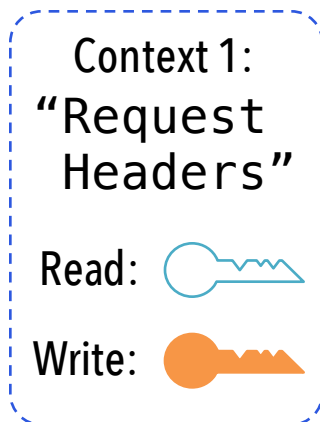 Context 1:
“Request
Headers”
Read:
Write: